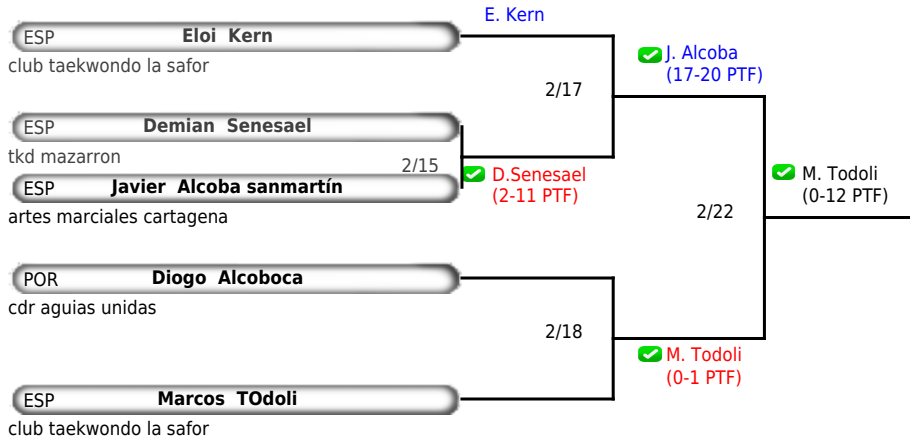 E. Kern
ESP Eloi Kern
club taekwondo la safor
J. Alcoba
(17-20 PTF)
2/17
ESP Demian Senesael
tkd mazarron
2/15
D.Senesael
(2-11 PTF)
M. Todoli
(0-12 PTF)
ESP Javier Alcoba sanmartín
artes marciales cartagena
2/22
POR Diogo Alcoboca
cdr aguias unidas
2/18
M. Todoli
(0-1 PTF)
ESP Marcos TOdoli
club taekwondo la safor